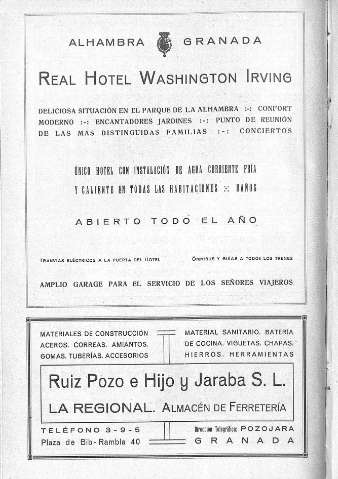 ALHAMBRA GRANADA
REAL HOTEL WASHINGTON IRVING
DELICIOSA SITUACIÓN EN EL PARQUE DE LA ALHAMBRA :-: CONFORT
MODERNO :-: ENCANTADORES JARDINES :-: PUNTO DE REUNIÓN
DE LAS MAS DISTINGUIDAS FAMILIAS :-: CONCIERTOS
ÚNICO HOTEL CON INSTALACIÓN DE AGUA CORRIENTE FRÍA
Y CALIENTE EN TODAS LAS HABITACIONES :: BAÑOS
ABIERTO TODO EL AÑO
TRANVÍAS ELÉCTRICOS A LA PUERTA DEL HOTEL
OMNIBUS Y GUÍAS A TODOS LOS TRENES
AMPLIO GARAGE PARA EL SERVICIO DE LOS SEÑORES VIAJEROS
MATERIALES DE CONSTRUCCIÓN
ACEROS, CORREAS, AMIANTOS,
GOMAS, TUBERÍAS, ACCESORIOS
MATERIAL SANITARIO, BATERIA
DE COCINA, VIGUETAS, CHAPAS,
HIERROS, HERRAMIENTAS
Ruiz Pozo e Hijo y Jaraba S. L.
LA REGIONAL. ALMACÉN DE FERRETERÍA
TELÉFONO 3-9-6
Plaza de Bib-Rambla 40
Dirección Telegráfica: POZOJARA
GRANADA